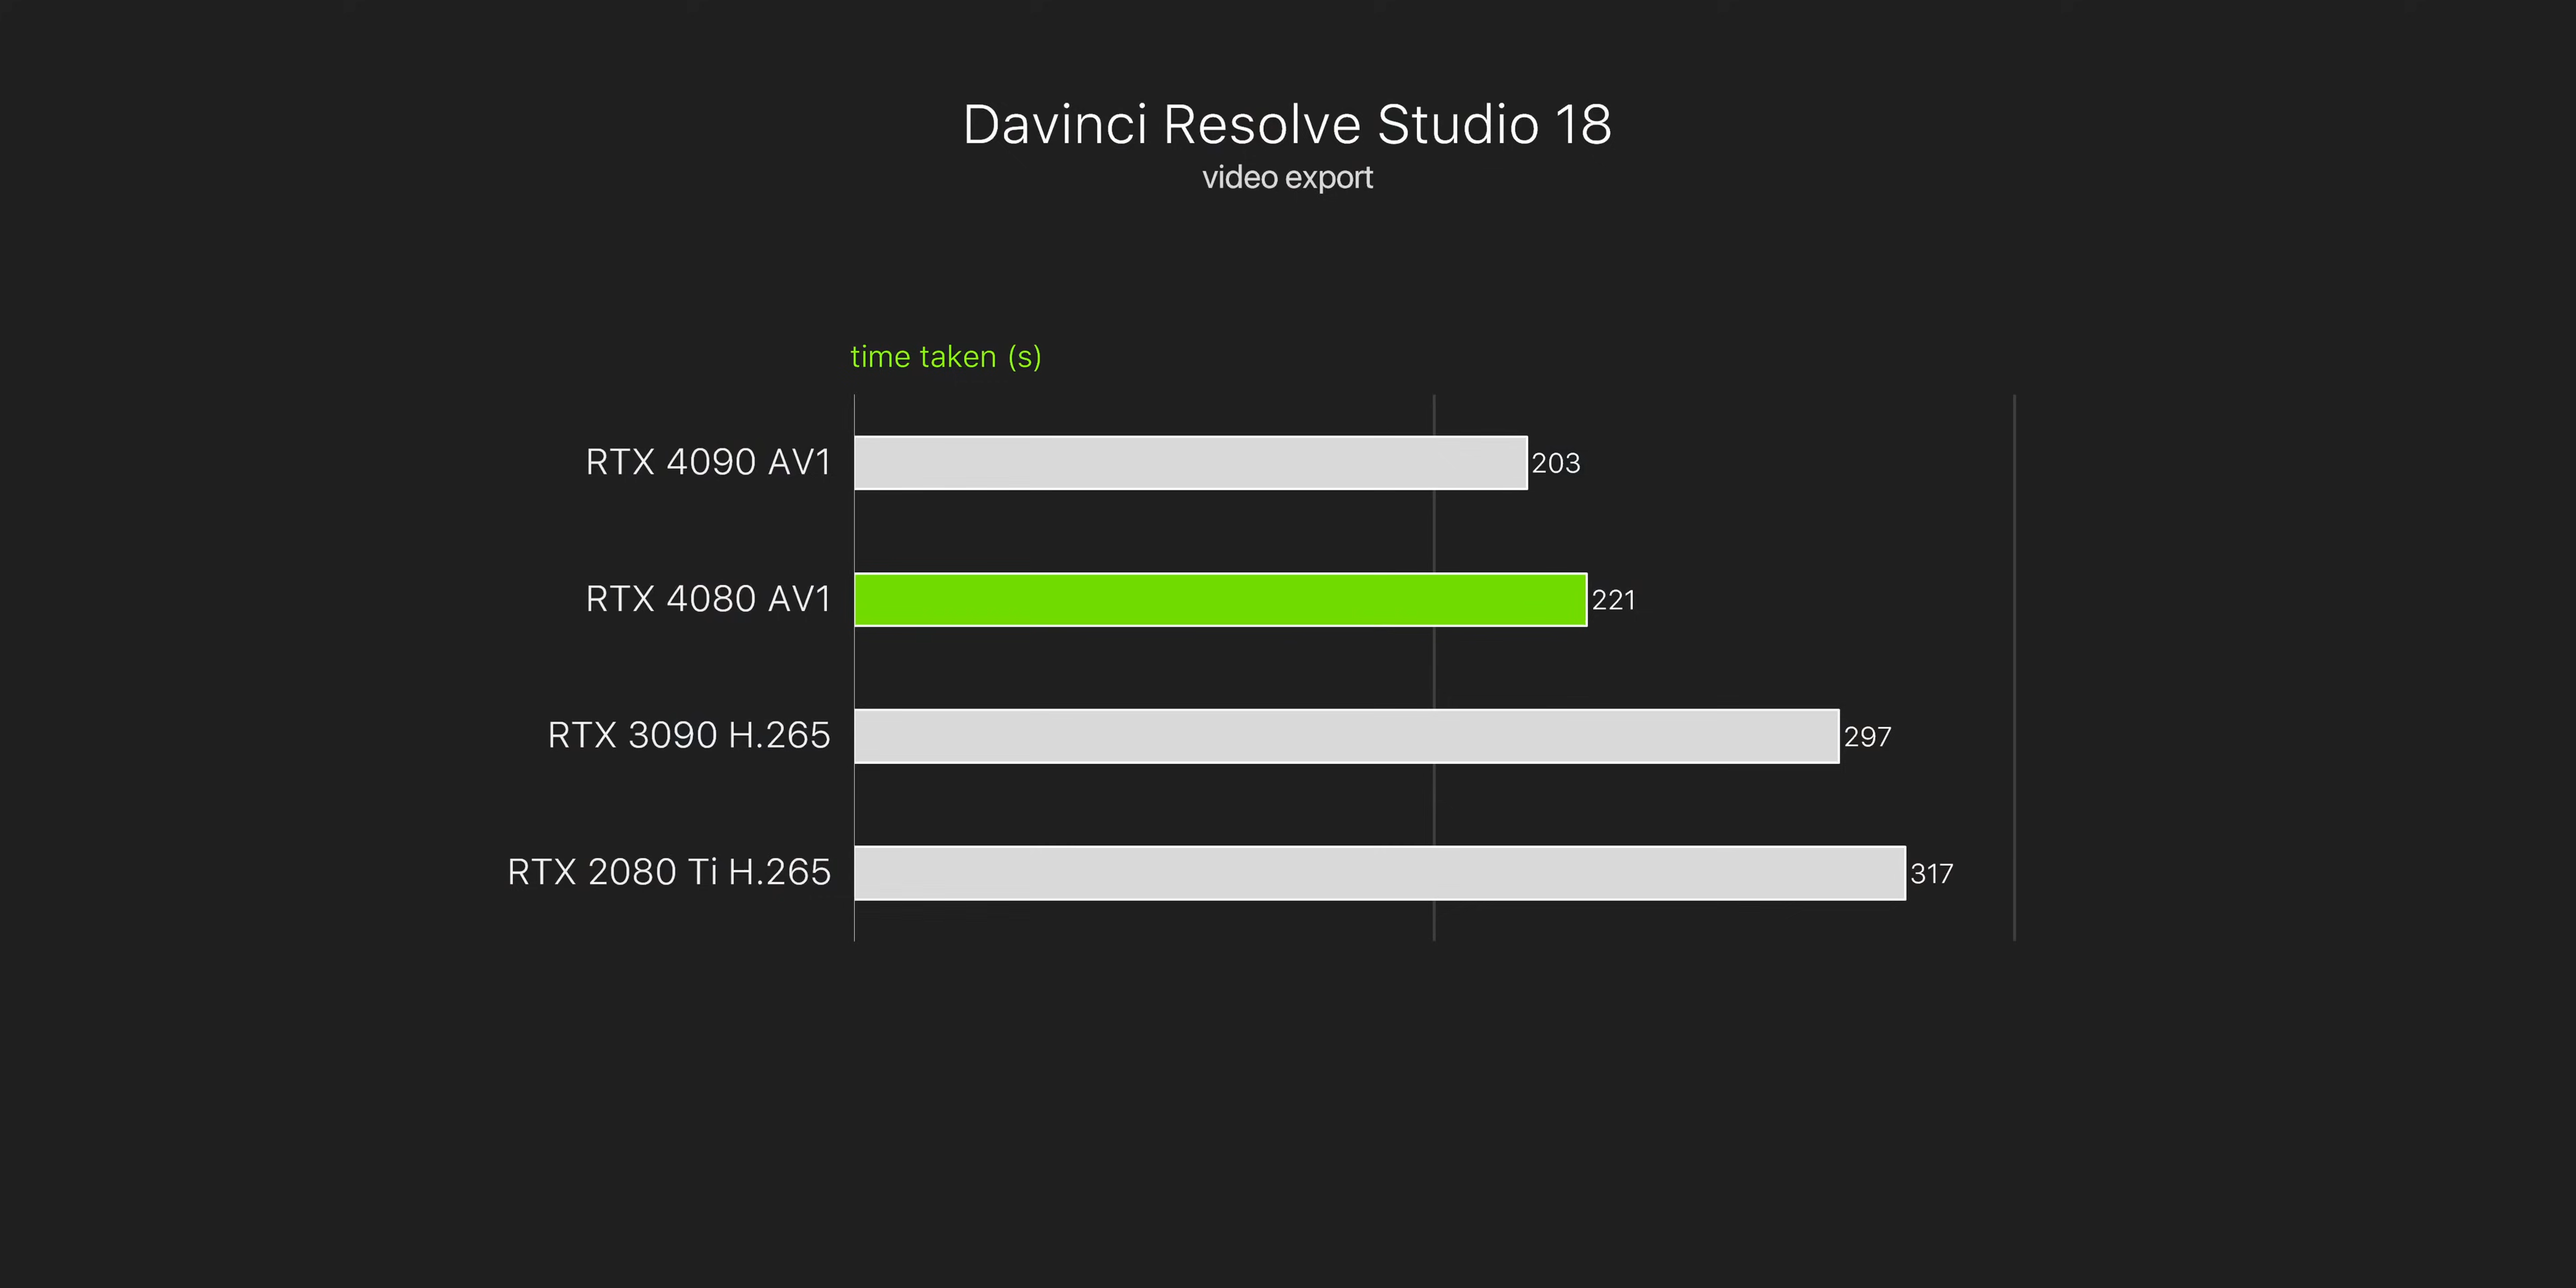 Davinci Resolve Studio 18
video export
time taken (s)
RTX 4090 AV1 203
RTX 4080 AV1 221
RTX 3090 H.265 297
RTX 2080 Ti H.265 317